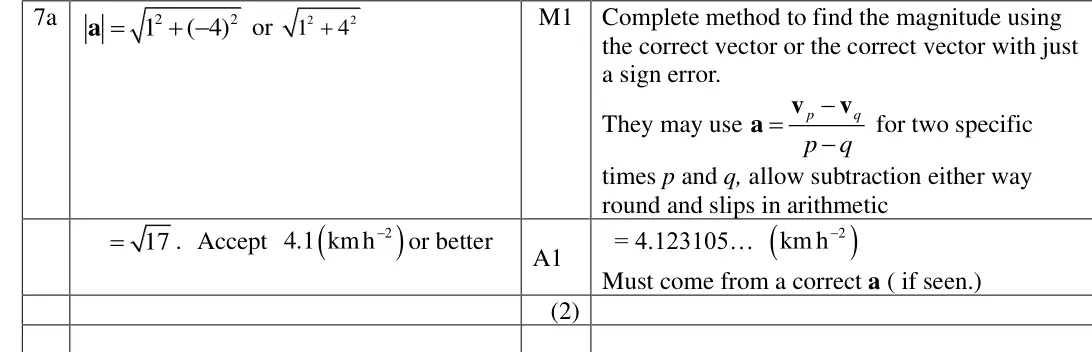 7a |a| = √(1² + (−4)²) or √(1² + 4²) M1 Complete method to find the magnitude using
the correct vector or the correct vector with just
a sign error.
They may use a = (v_p − v_q)/(p − q) for two specific
times p and q, allow subtraction either way
round and slips in arithmetic
= √17 . Accept 4.1 (km h⁻²) or better A1 = 4.123105… (km h⁻²)
Must come from a correct a ( if seen.)
(2)